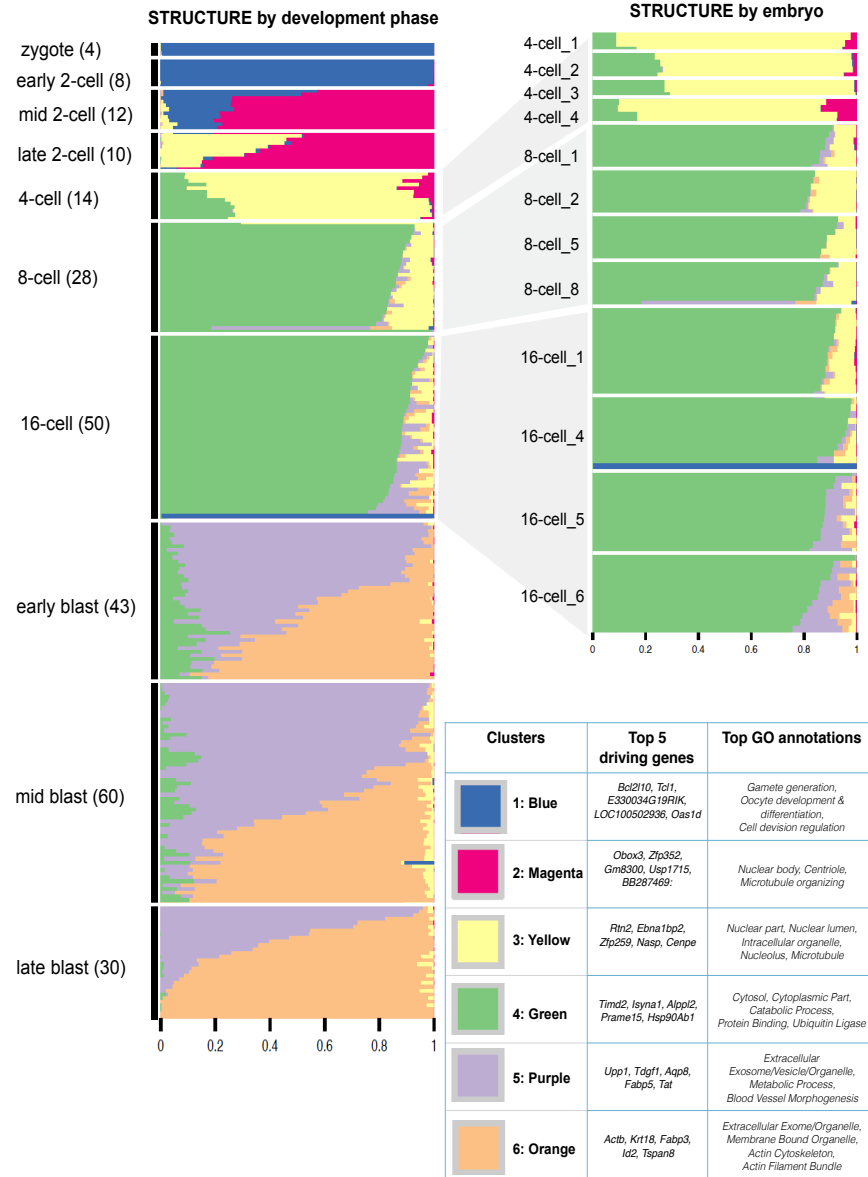 STRUCTURE by development phase
zygote (4)
early 2-cell (8)
mid 2-cell (12)
late 2-cell (10)
4-cell (14)
8-cell (28)
16-cell (50)
early blast (43)
mid blast (60)
late blast (30)
0 0.2 0.4 0.6 0.8 1
STRUCTURE by embryo
4-cell_1
4-cell_2
4-cell_3
4-cell_4
8-cell_1
8-cell_2
8-cell_5
8-cell_8
16-cell_1
16-cell_4
16-cell_5
16-cell_6
0 0.2 0.4 0.6 0.8 1
Clusters
Top 5
driving genes
Top GO annotations
1: Blue
Bcl2l10, Tcl1,
E330034G19RIK,
LOC100502936, Oas1d
Gamete generation,
Oocyte development &
differentiation,
Cell devision regulation
2: Magenta
Obox3, Zfp352,
Gm8300, Usp1715,
BB287469:
Nuclear body, Centriole,
Microtubule organizing
3: Yellow
Rtn2, Ebna1bp2,
Zfp259, Nasp, Cenpe
Nuclear part, Nuclear lumen,
Intracellular organelle,
Nucleolus, Microtubule
4: Green
Timd2, Isyna1, Alppl2,
Prame15, Hsp90Ab1
Cytosol, Cytoplasmic Part,
Catabolic Process,
Protein Binding, Ubiquitin Ligase
5: Purple
Upp1, Tdgf1, Aqp8,
Fabp5, Tat
Extracellular
Exosome/Vesicle/Organelle,
Metabolic Process,
Blood Vessel Morphogenesis
6: Orange
Actb, Krt18, Fabp3,
Id2, Tspan8
Extracellular Exome/Organelle,
Membrane Bound Organelle,
Actin Cytoskeleton,
Actin Filament Bundle